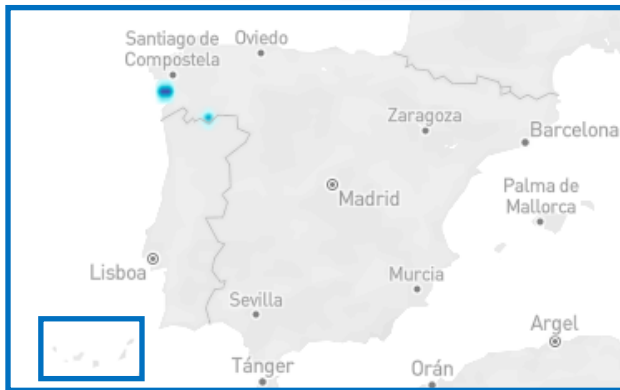 Santiago de
Compostela
Oviedo
Zaragoza
Barcelona
Madrid
Palma de
Mallorca
Lisboa
Murcia
Sevilla
Argel
Tánger
Orán